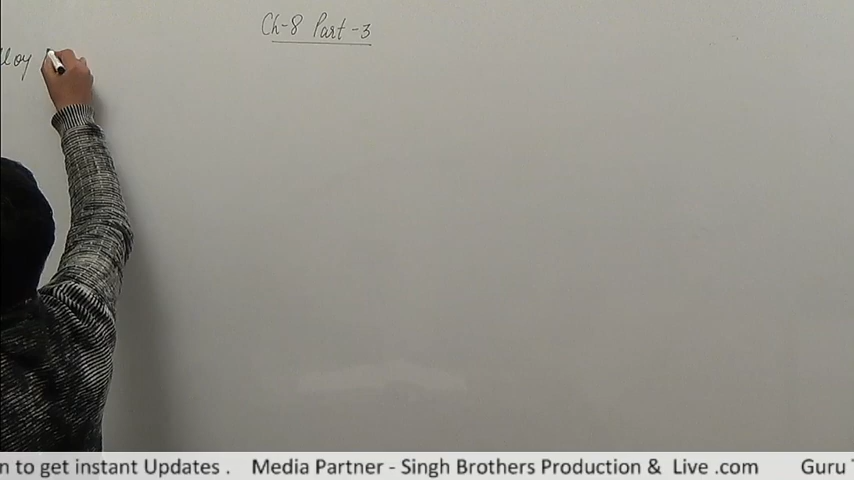 Ch-8 Part-3
lloy
n to get instant Updates . Media Partner - Singh Brothers Production & Live .com Guru